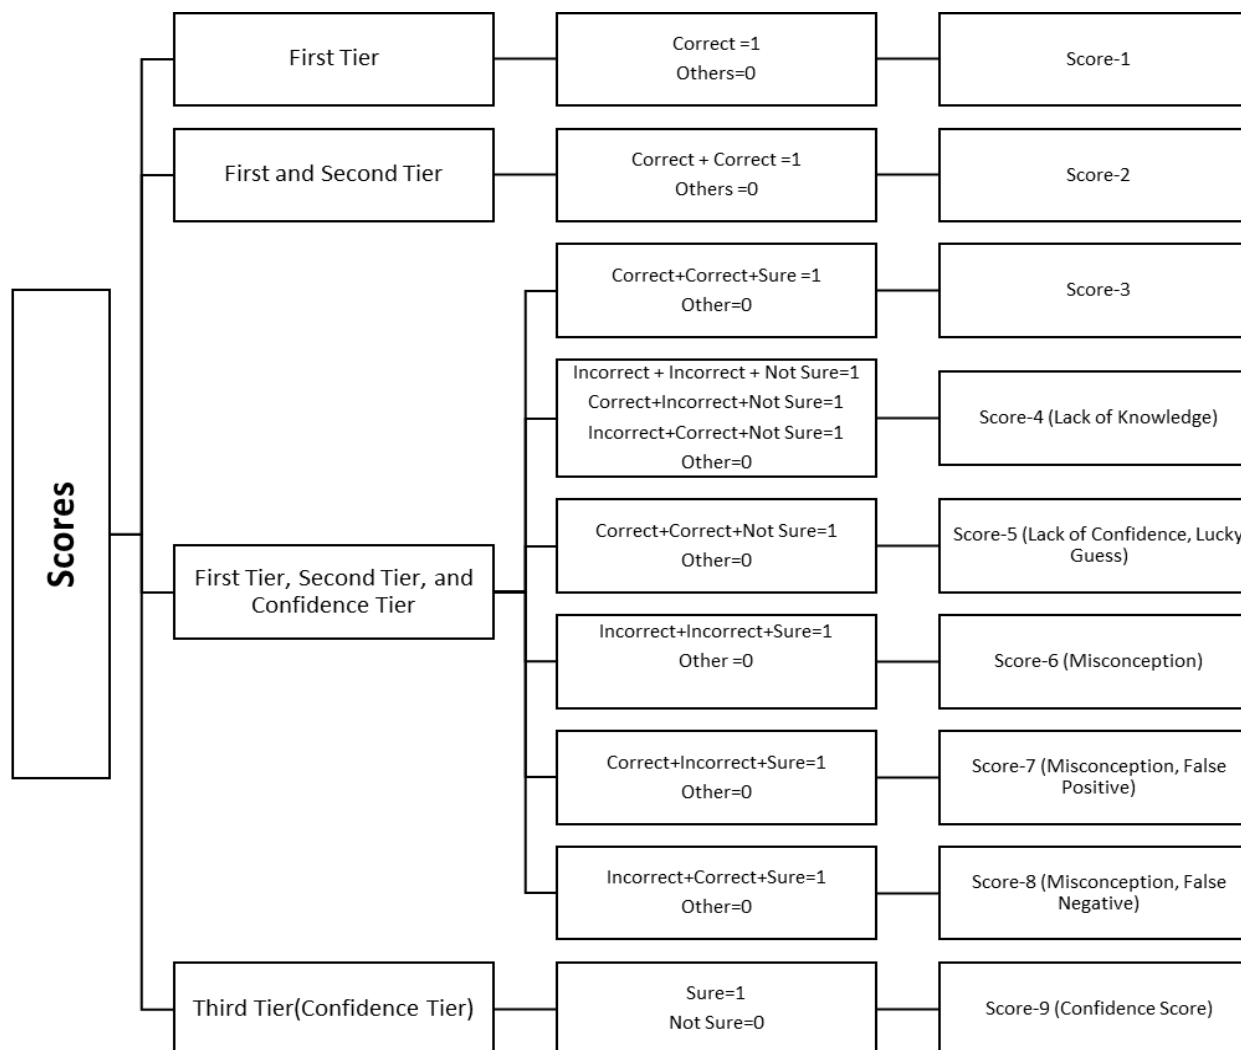 Scores
First Tier
Correct =1
Others=0
Score-1
First and Second Tier
Correct + Correct =1
Others =0
Score-2
First Tier, Second Tier, and
Confidence Tier
Correct+Correct+Sure =1
Other=0
Score-3
Incorrect + Incorrect + Not Sure=1
Correct+Incorrect+Not Sure=1
Incorrect+Correct+Not Sure=1
Other=0
Score-4 (Lack of Knowledge)
Correct+Correct+Not Sure=1
Other=0
Score-5 (Lack of Confidence, Lucky
Guess)
Incorrect+Incorrect+Sure=1
Other =0
Score-6 (Misconception)
Correct+Incorrect+Sure=1
Other=0
Score-7 (Misconception, False
Positive)
Incorrect+Correct+Sure=1
Other=0
Score-8 (Misconception, False
Negative)
Third Tier(Confidence Tier)
Sure=1
Not Sure=0
Score-9 (Confidence Score)